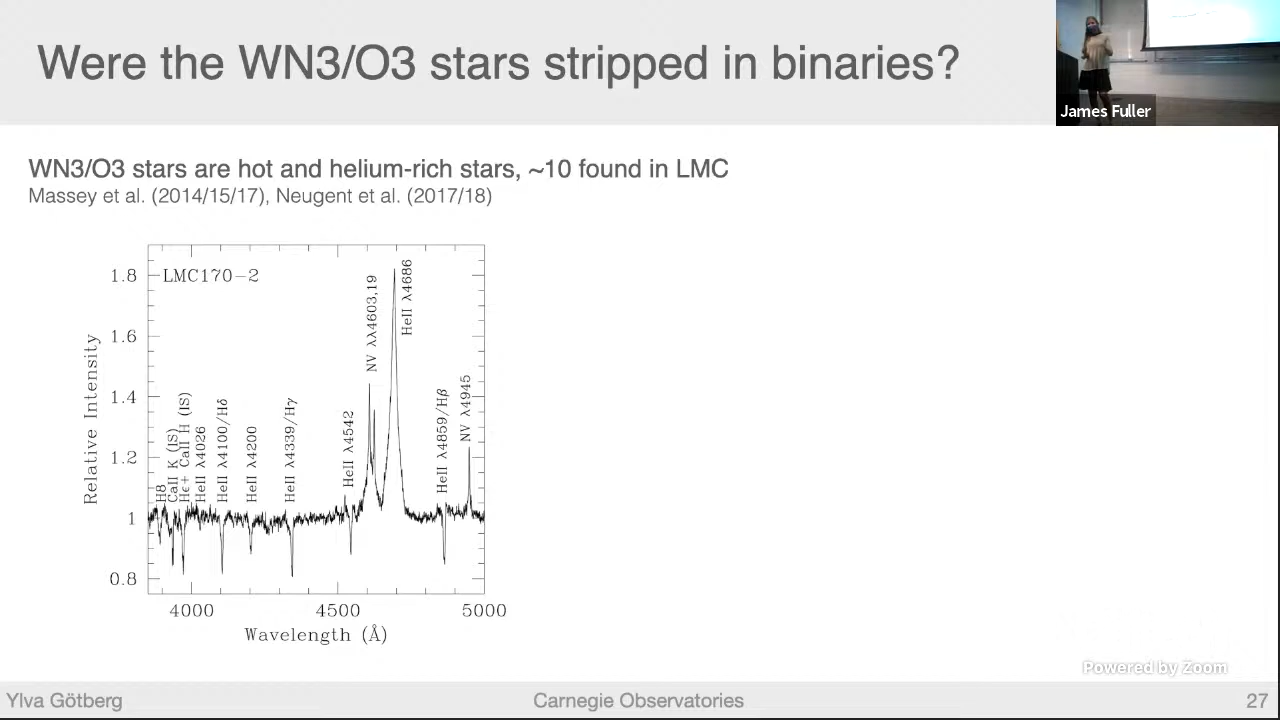 Were the WN3/O3 stars stripped in binaries?
James Fuller
WN3/O3 stars are hot and helium-rich stars, ~10 found in LMC
Massey et al. (2014/15/17), Neugent et al. (2017/18)
LMC170-2
Relative Intensity
1.8
1.6
1.4
1.2
1
0.8
H8
CaII K (IS)
Hϵ+ CaII H (IS)
HeII λ4026
HeII λ4100/Hδ
HeII λ4200
HeII λ4339/Hγ
HeII λ4542
NV λλ4603,19
HeII λ4686
HeII λ4859/Hβ
NV λ4945
4000 4500 5000
Wavelength (Å)
Powered by Zoom
Ylva Götberg Carnegie Observatories 27